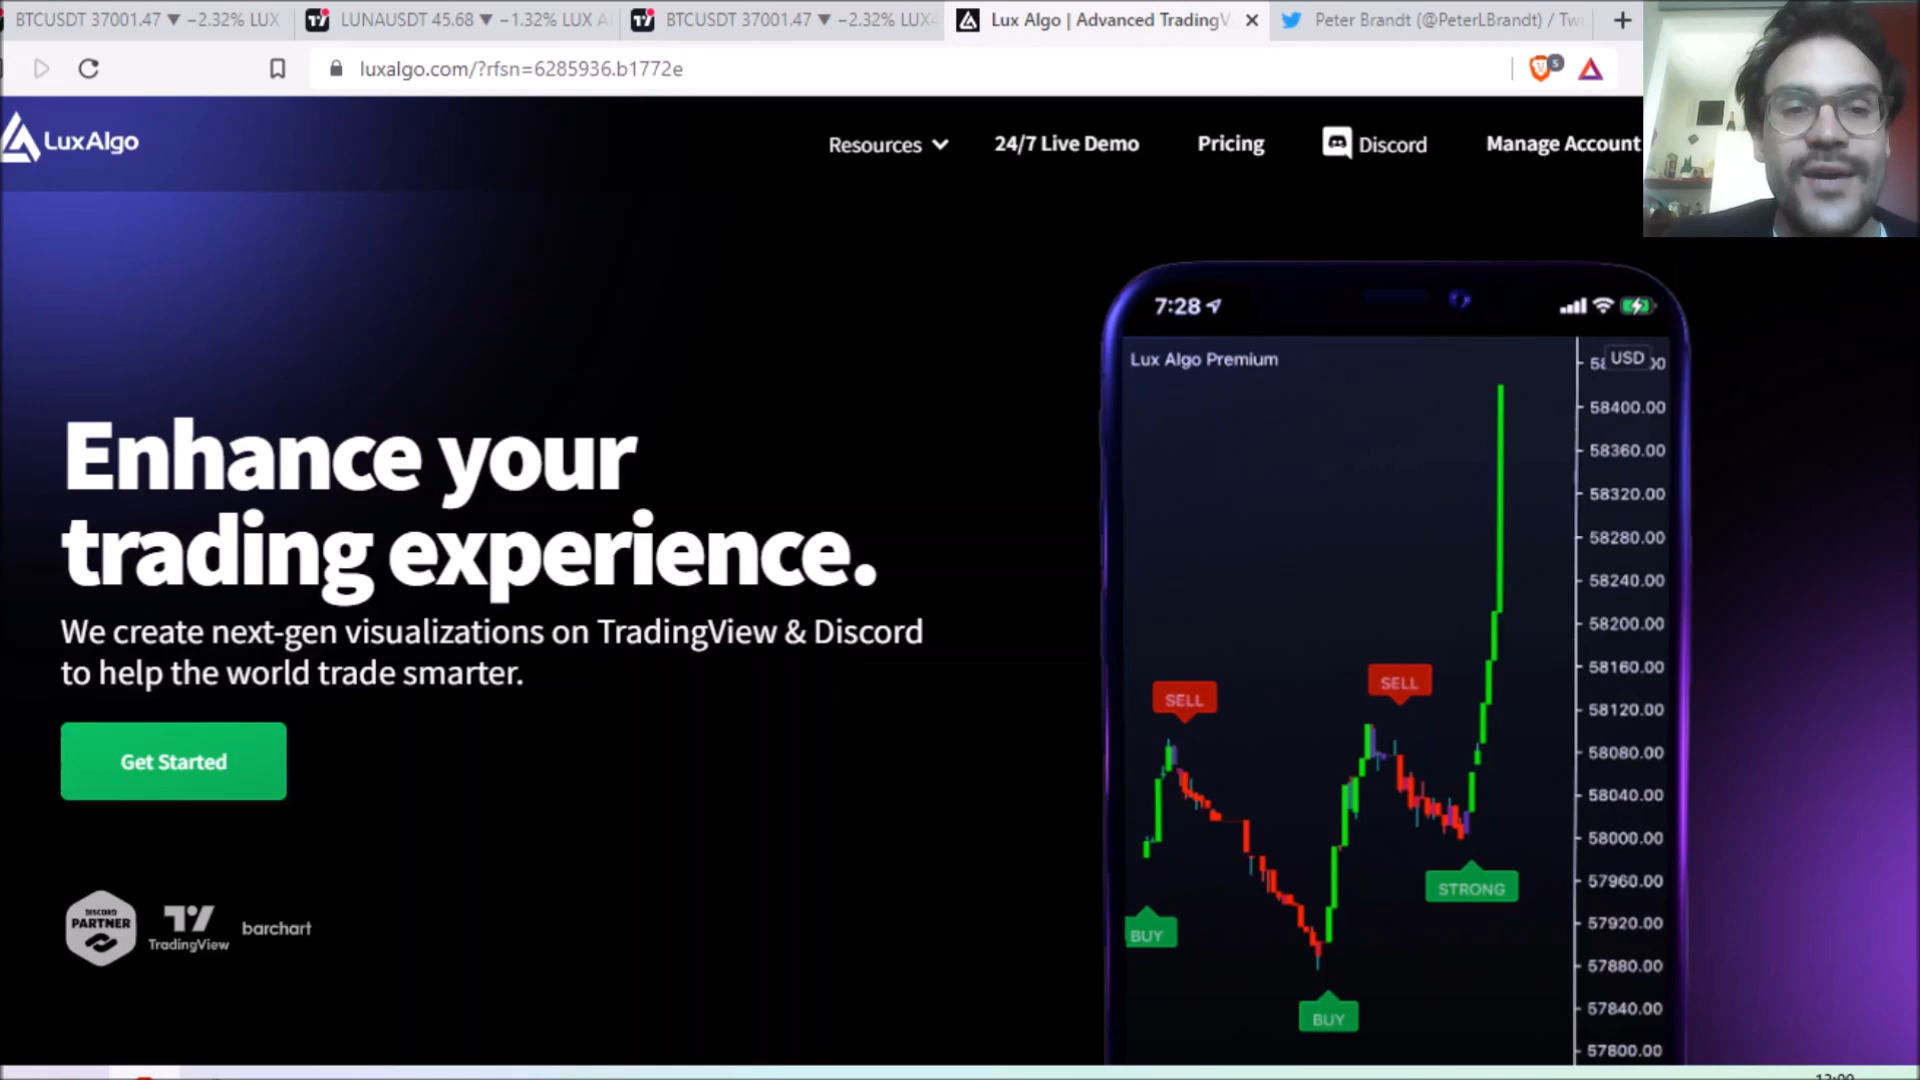 BTCUSDT 37001.47 ▼ −2.32% LUX
LUNAUSDT 45.68 ▼ −1.32% LUX A
BTCUSDT 37001.47 ▼ −2.32% LUX
Lux Algo | Advanced TradingV
Peter Brandt (@PeterLBrandt) / Tw
luxalgo.com/?rfsn=6285936.b1772e
5
LuxAlgo
Resources
24/7 Live Demo
Pricing
Discord
Manage Account
7:28
Lux Algo Premium
USD
58400.00
58360.00
58320.00
58280.00
58240.00
58200.00
58160.00
58120.00
58080.00
58040.00
58000.00
57960.00
57920.00
57880.00
57840.00
57800.00
Enhance your
trading experience.
We create next-gen visualizations on TradingView & Discord
to help the world trade smarter.
Get Started
SELL
SELL
STRONG
BUY
BUY
DISCORD
PARTNER
TradingView
barchart